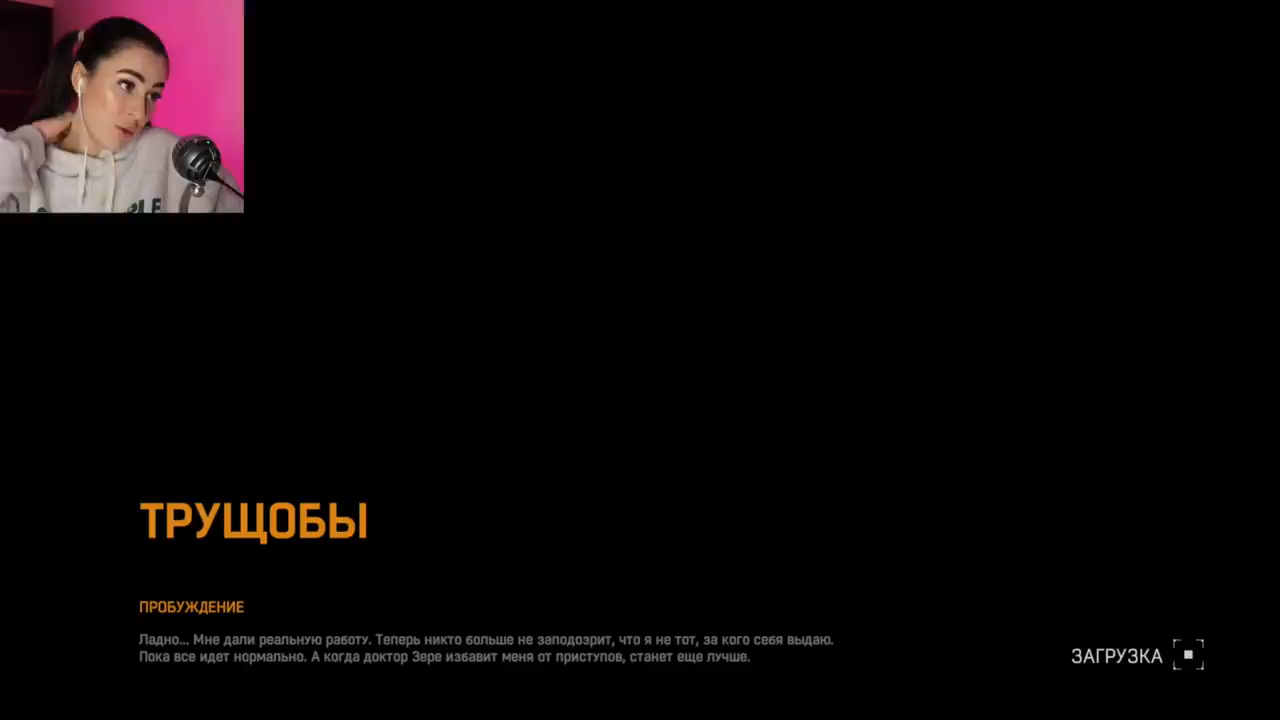 ТРУЩОБЫ
ПРОБУЖДЕНИЕ
Ладно... Мне дали реальную работу. Теперь никто больше не заподозрит, что я не тот, за кого себя выдаю.
Пока все идет нормально. А когда доктор Зере избавит меня от приступов, станет еще лучше.
ЗАГРУЗКА